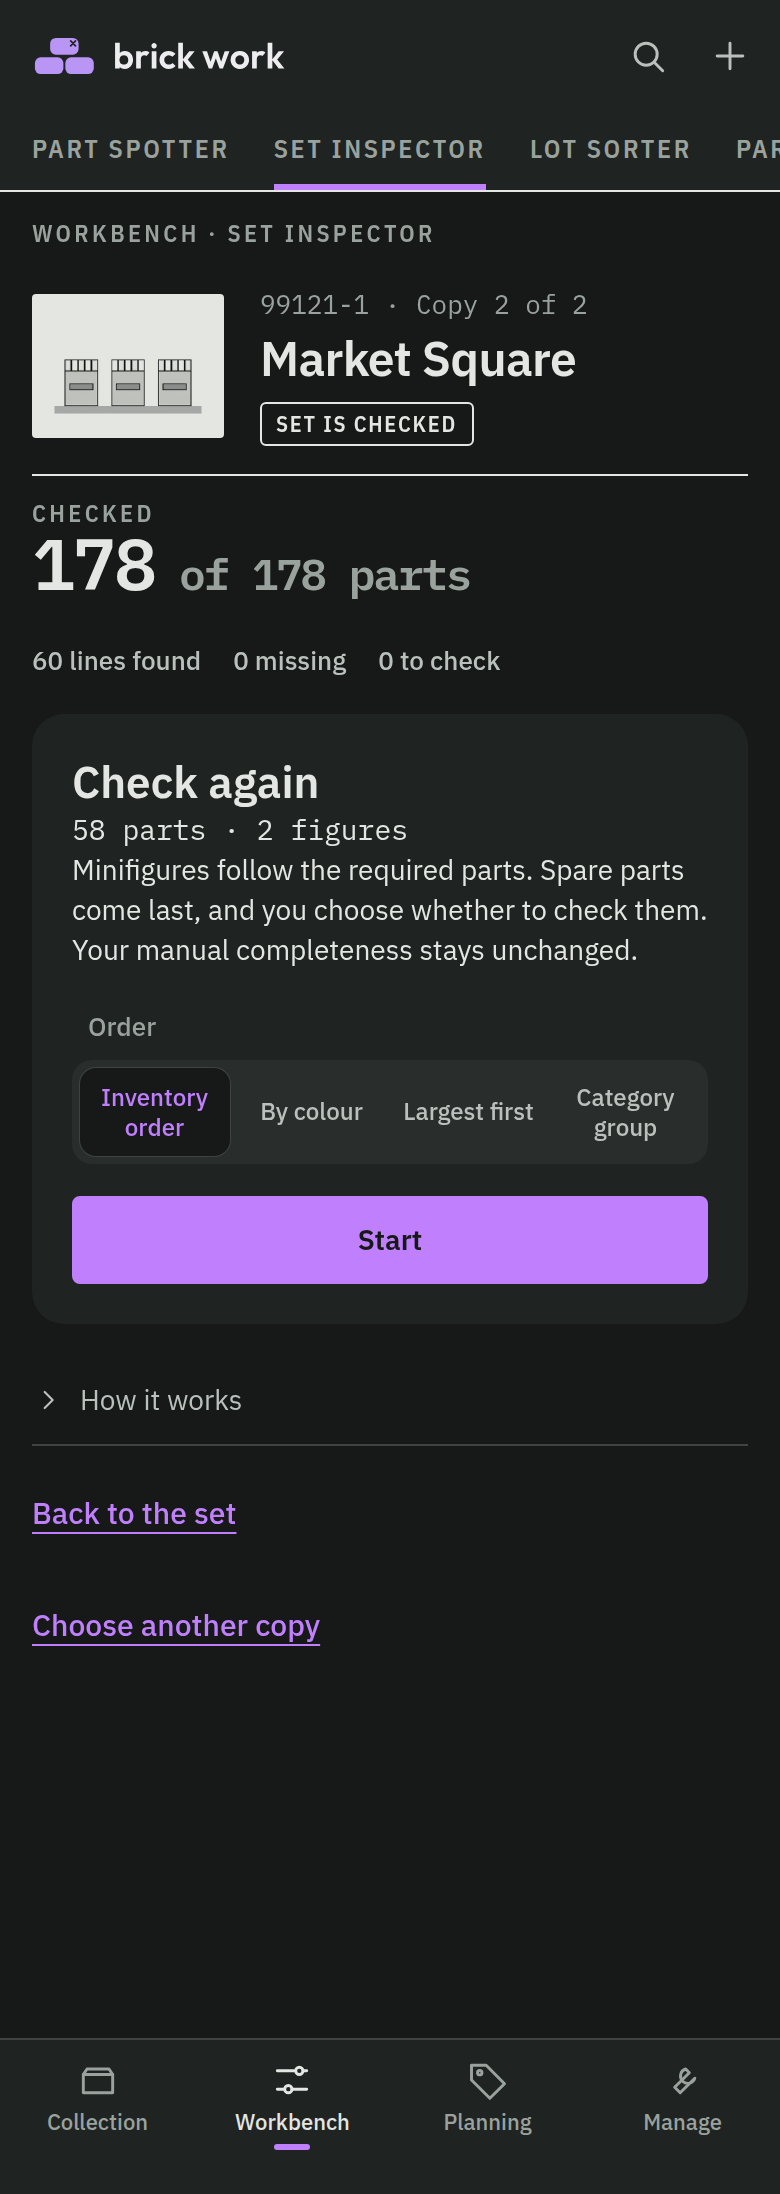 brick work
PART SPOTTER SET INSPECTOR LOT SORTER PAR
WORKBENCH · SET INSPECTOR
99121-1 · Copy 2 of 2
Market Square
SET IS CHECKED
CHECKED
178 of 178 parts
60 lines found 0 missing 0 to check
Check again
58 parts · 2 figures
Minifigures follow the required parts. Spare parts
come last, and you choose whether to check them.
Your manual completeness stays unchanged.
Order
Inventory order By colour Largest first Category group
Start
How it works
Back to the set
Choose another copy
Collection Workbench Planning Manage